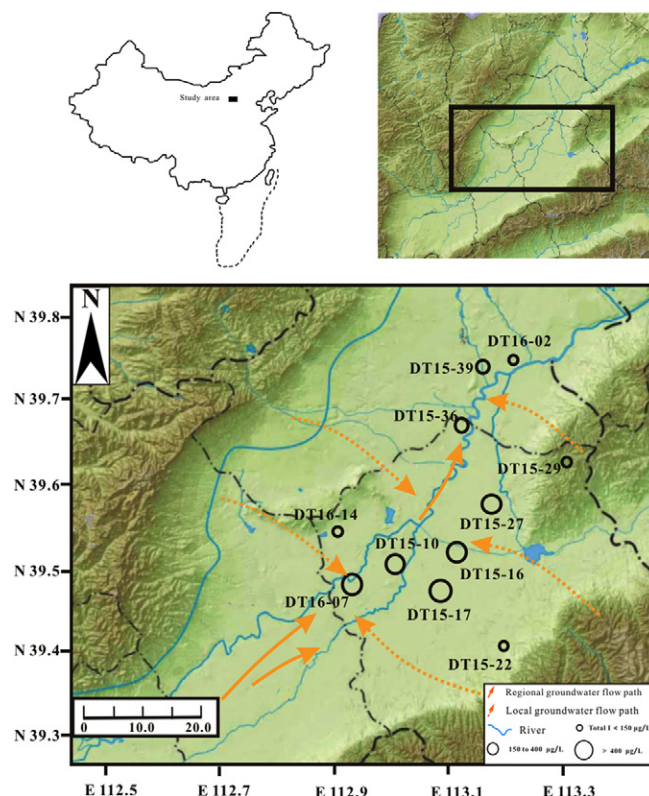 Study area
N
N 39.8
N 39.7
N 39.6
N 39.5
N 39.4
N 39.3
DT16-02
DT15-39
DT15-36
DT15-29
DT15-27
DT16-14
DT15-10
DT15-16
DT16-07
DT15-17
DT15-22
0 10.0 20.0
Regional groundwater flow path
Local groundwater flow path
River
Total I < 150 μg/L
150 to 400 μg/L
> 400 μg/L
E 112.5
E 112.7
E 112.9
E 113.1
E 113.3